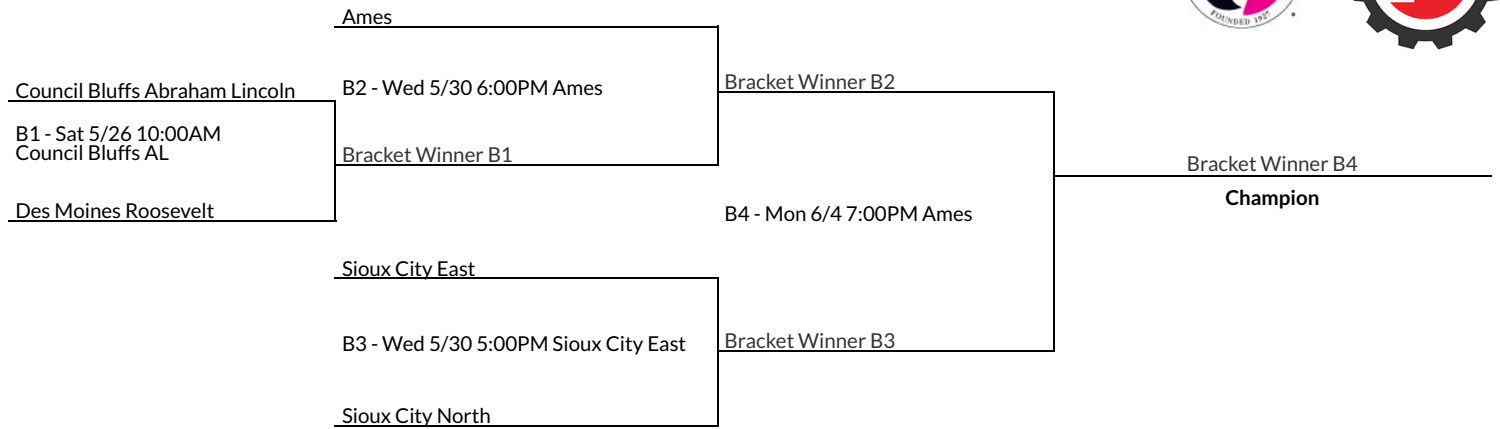 FOUNDED 1927
Ames
Council Bluffs Abraham Lincoln
B2 - Wed 5/30 6:00PM Ames
Bracket Winner B2
B1 - Sat 5/26 10:00AM
Council Bluffs AL
Bracket Winner B1
Bracket Winner B4
Des Moines Roosevelt
Champion
B4 - Mon 6/4 7:00PM Ames
Sioux City East
B3 - Wed 5/30 5:00PM Sioux City East
Bracket Winner B3
Sioux City North